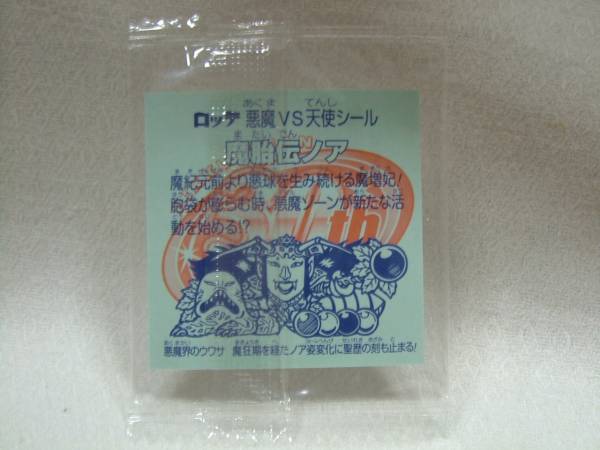 ロッテ 悪魔VS天使シール
魔胎伝ノア
魔紀元前より悪球を生み続ける魔増妃!
胞袋が膨らむ時、悪魔ゾーンが新たな活
動を始める!?
th
悪魔界のウワサ 魔狂期を経たノア姿変化に聖歴の刻も止まる!